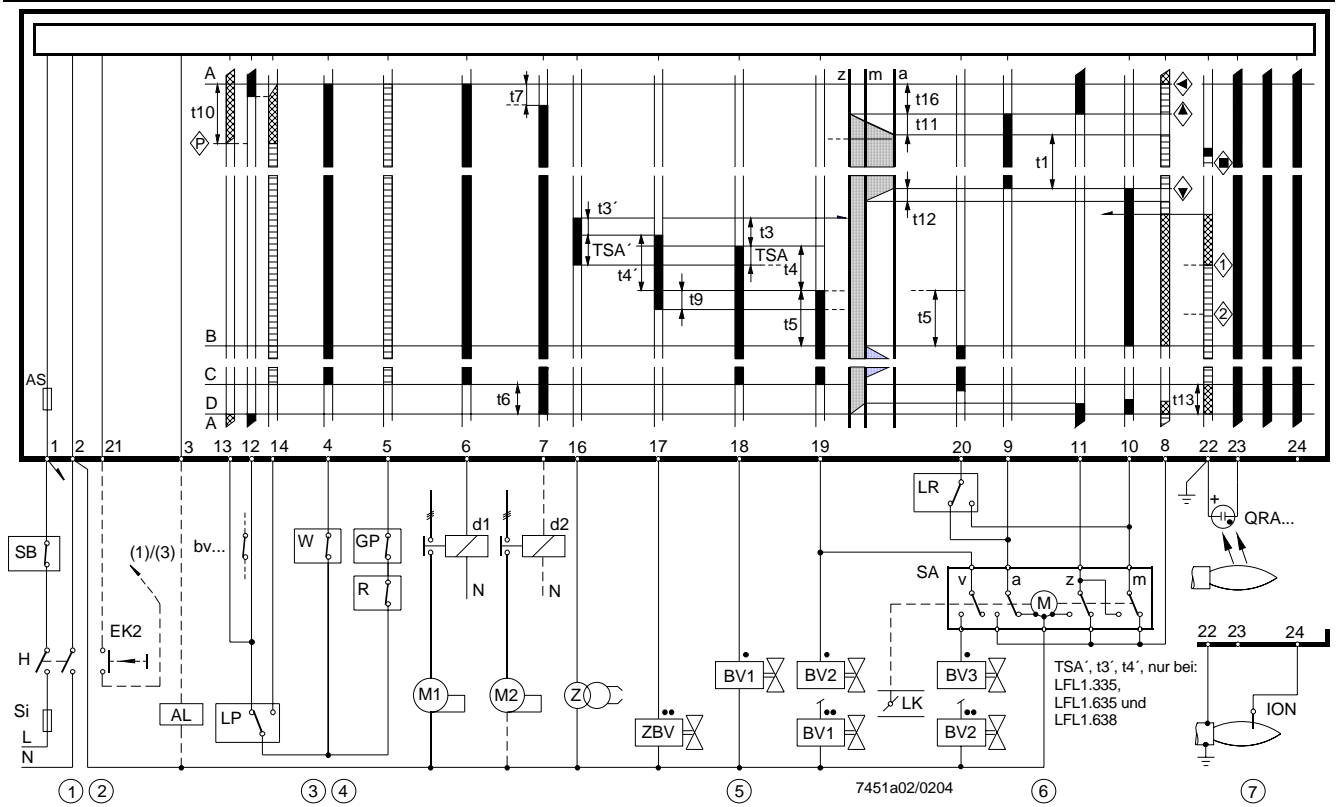 A
z
m
a
t10
t7
t16
t11
P
t1
t12
t3´
t3
TSA´
TSA
t4´
t4
1
t9
t5
t5
2
B
AS
C
D
t6
t13
A
1
2
21
3
13
12
14
4
5
6
7
16
17
18
19
20
9
11
10
8
22
23
24
LR
+
QRA...
SB
(1)/(3)
bv...
W
GP
d1
d2
SA
v
a
z
m
R
N
N
M
EK2
H
22
23
24
TSA´, t3´, t4´, nur bei:
LFL1.335,
LFL1.635 und
LFL1.638
BV1
BV2
BV3
M1
M2
Z
LK
Si
AL
LP
ION
L
ZBV
BV1
BV2
N
1
2
3
4
5
7451a02/0204
6
7